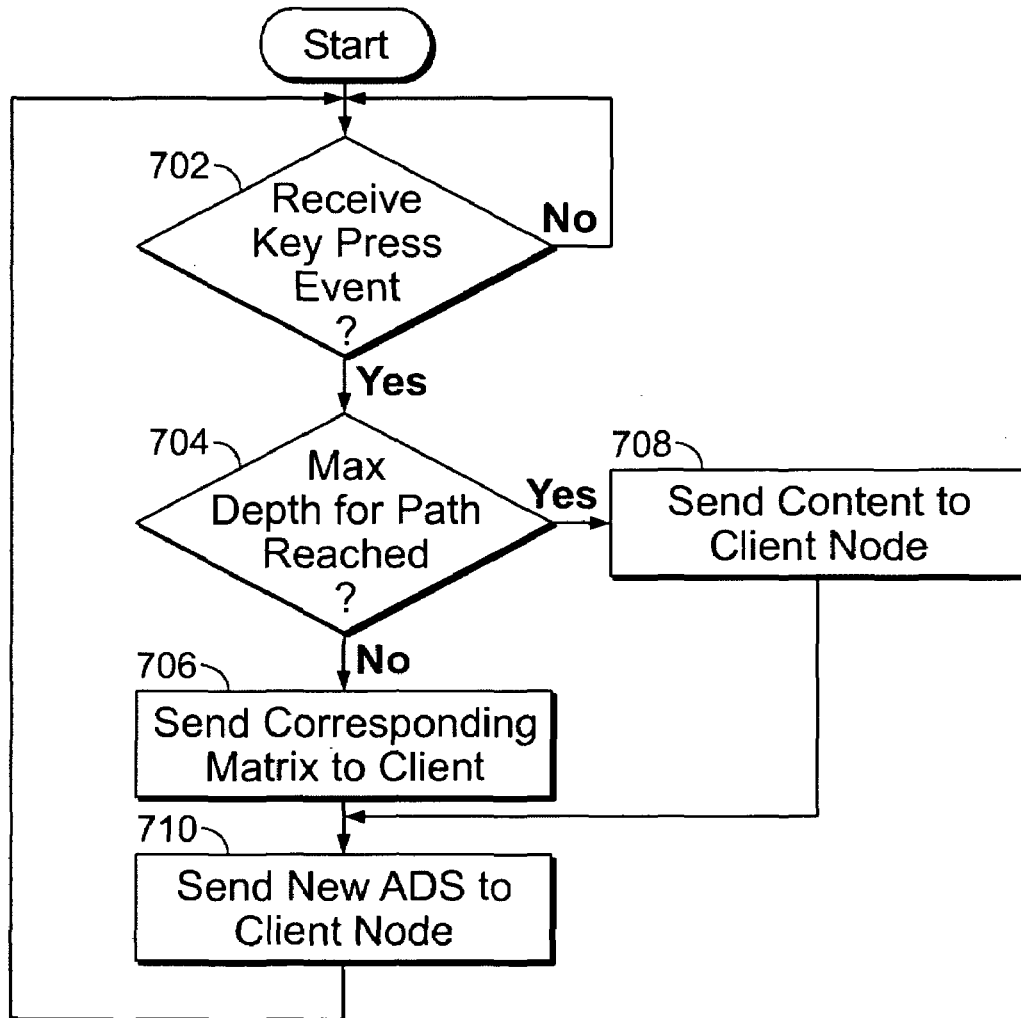 Start
702
Receive
Key Press
Event
?
No
Yes
704
Max
Depth for Path
Reached
?
Yes
708
Send Content to
Client Node
No
706
Send Corresponding
Matrix to Client
710
Send New ADS to
Client Node